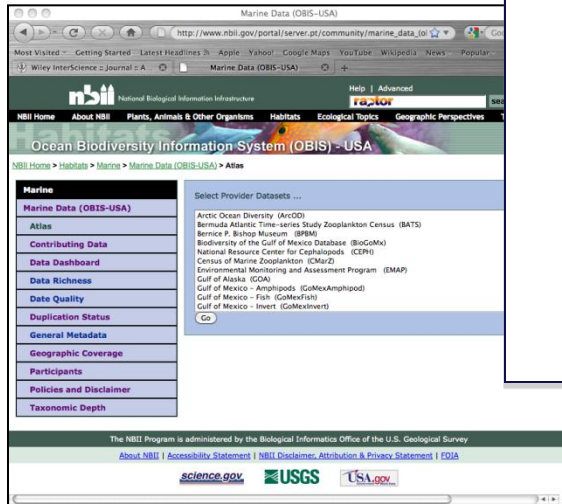 Marine Data (OBIS-USA)
http://www.nbii.gov/portal/server.pt/community/marine_data_(ol
Most Visited Getting Started Latest Headlines Apple Yahoo! Google Maps YouTube Wikipedia News Popular
Wiley InterScience :: Journal :: A... Marine Data (OBIS-USA) +
Help | Advanced
nbii National Biological Information Infrastructure raptor sea
NBII Home About NBII Plants, Animals & Other Organisms Habitats Ecological Topics Geographic Perspectives T
Habitats
Ocean Biodiversity Information System (OBIS) - USA
NBII Home > Habitats > Marine > Marine Data (OBIS-USA) > Atlas
Marine
Marine Data (OBIS-USA)
Atlas
Contributing Data
Data Dashboard
Data Richness
Date Quality
Duplication Status
General Metadata
Geographic Coverage
Participants
Policies and Disclaimer
Taxonomic Depth
Select Provider Datasets ...
Arctic Ocean Diversity (ArcOD)
Bermuda Atlantic Time-series Study Zooplankton Census (BATS)
Bernice P. Bishop Museum (BPBM)
Biodiversity of the Gulf of Mexico Database (BioGoMx)
National Resource Center for Cephalopods (CEPH)
Census of Marine Zooplankton (CMarZ)
Environmental Monitoring and Assessment Program (EMAP)
Gulf of Alaska (GOA)
Gulf of Mexico - Amphipods (GoMexAmphipod)
Gulf of Mexico - Fish (GoMexFish)
Gulf of Mexico - Invert (GoMexInvert)
Go
The NBII Program is administered by the Biological Informatics Office of the U.S. Geological Survey
About NBII | Accessibility Statement | NBII Disclaimer, Attribution & Privacy Statement | FOIA
science.gov USGS USA.gov